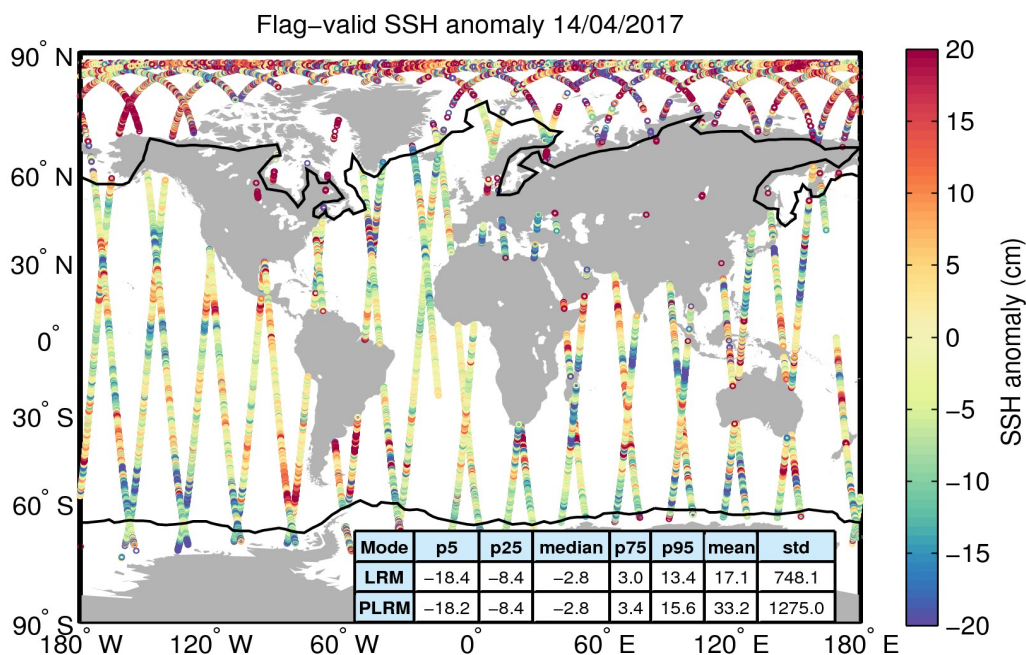 Flag−valid SSH anomaly 14/04/2017
90° N
60° N
30° N
0°
30° S
60° S
90° S
180° W
120° W
60° W
0°
60° E
120° E
180° E
20
15
10
5
0
−5
−10
−15
−20
SSH anomaly (cm)
Mode p5 p25 median p75 p95 mean std
LRM −18.4 −8.4 −2.8 3.0 13.4 17.1 748.1
PLRM −18.2 −8.4 −2.8 3.4 15.6 33.2 1275.0